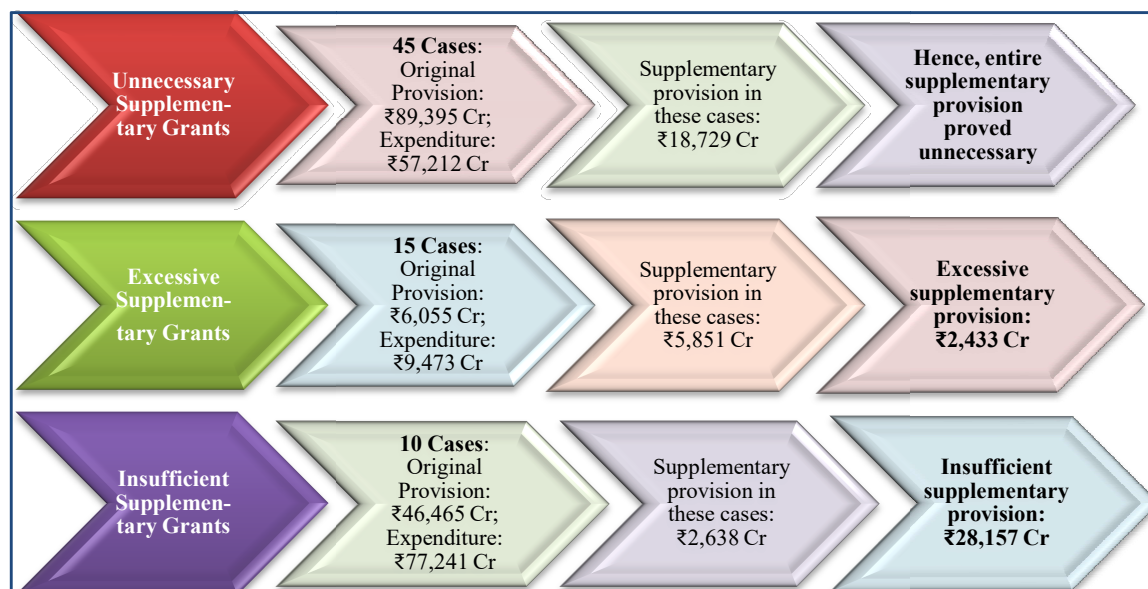 Unnecessary
Supplemen-
tary Grants
45 Cases:
Original
Provision:
₹89,395 Cr;
Expenditure:
₹57,212 Cr
Supplementary
provision in
these cases:
₹18,729 Cr
Hence, entire
supplementary
provision
proved
unnecessary
Excessive
Supplemen-
tary Grants
15 Cases:
Original
Provision:
₹6,055 Cr;
Expenditure:
₹9,473 Cr
Supplementary
provision in
these cases:
₹5,851 Cr
Excessive
supplementary
provision:
₹2,433 Cr
Insufficient
Supplemen-
tary Grants
10 Cases:
Original
Provision:
₹46,465 Cr;
Expenditure:
₹77,241 Cr
Supplementary
provision in
these cases:
₹2,638 Cr
Insufficient
supplementary
provision:
₹28,157 Cr